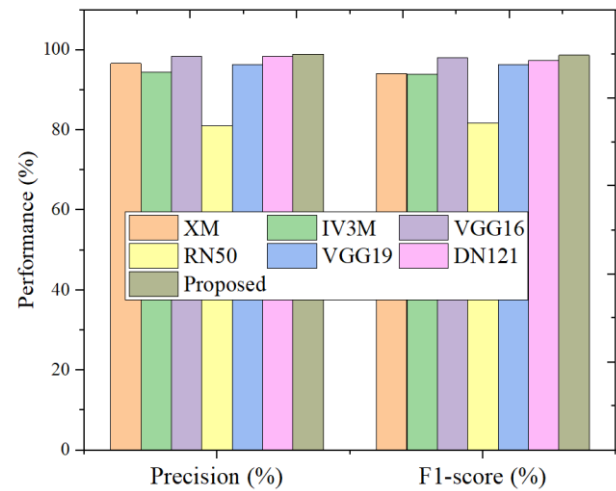 100
80
60
40
20
0
Performance (%)
XM IV3M VGG16
RN50 VGG19 DN121
Proposed
Precision (%) F1-score (%)